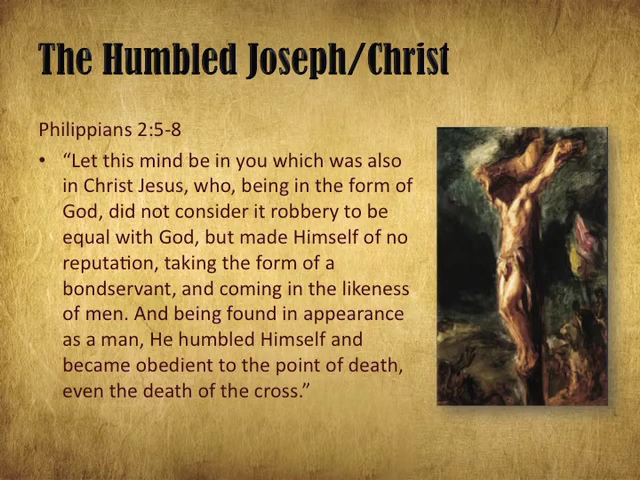 The Humbled Joseph/Christ
Philippians 2:5-8
• “Let this mind be in you which was also
in Christ Jesus, who, being in the form of
God, did not consider it robbery to be
equal with God, but made Himself of no
reputation, taking the form of a
bondservant, and coming in the likeness
of men. And being found in appearance
as a man, He humbled Himself and
became obedient to the point of death,
even the death of the cross.”